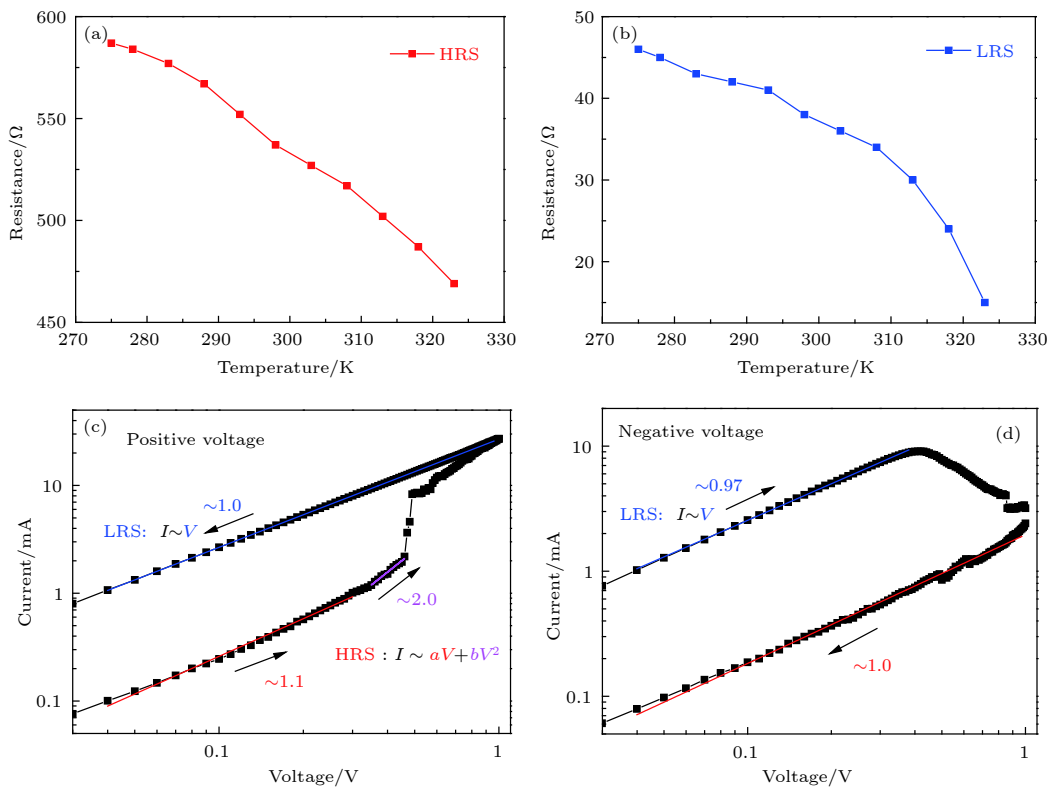 (a)
HRS
600
550
500
450
270 280 290 300 310 320 330
Resistance/Ω
Temperature/K
(b)
LRS
50
40
30
20
270 280 290 300 310 320 330
Resistance/Ω
Temperature/K
(c)
Positive voltage
~1.0
LRS: I~V
~2.0
HRS : I ~ aV+bV²
~1.1
10
1
0.1
0.1 1
Current/mA
Voltage/V
Negative voltage
(d)
~0.97
LRS: I~V
~1.0
10
1
0.1
0.1 1
Current/mA
Voltage/V